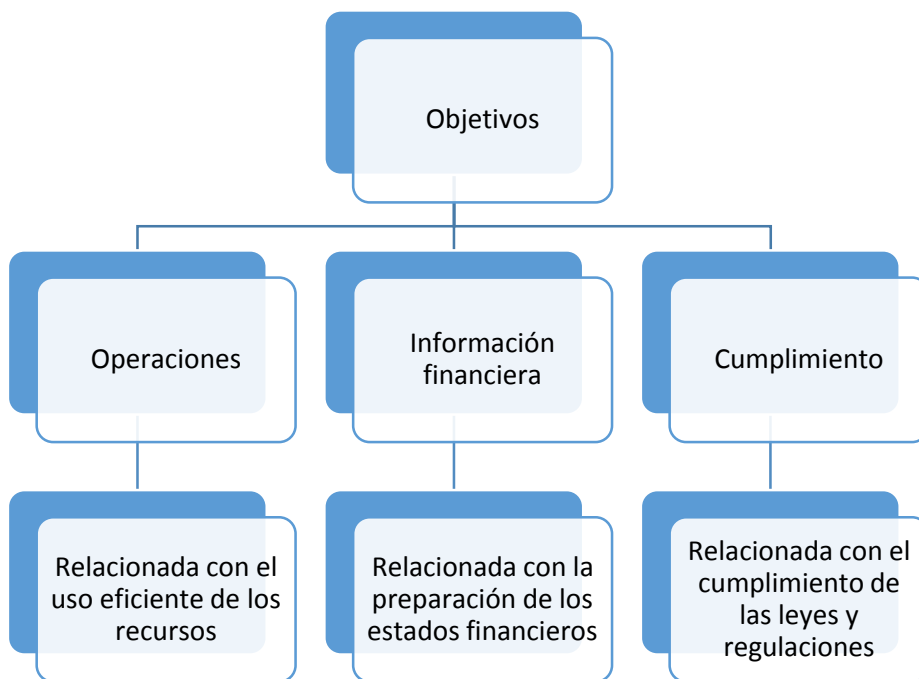 Objetivos
Operaciones
Información
financiera
Cumplimiento
Relacionada con el
uso eficiente de los
recursos
Relacionada con la
preparación de los
estados financieros
Relacionada con el
cumplimiento de
las leyes y
regulaciones